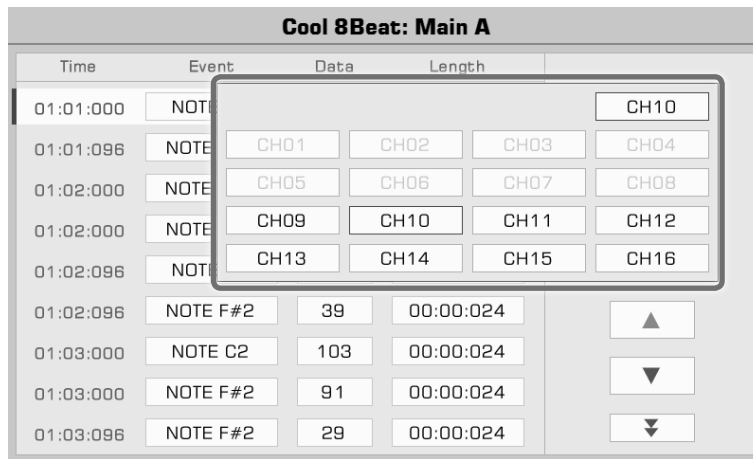 Cool 8Beat: Main A
Time Event Data Length
01:01:000 NOTE CH10
01:01:096 NOTE CH01 CH02 CH03 CH04
01:02:000 NOTE CH05 CH06 CH07 CH08
01:02:000 NOTE CH09 CH10 CH11 CH12
01:02:096 NOTE CH13 CH14 CH15 CH16
01:02:096 NOTE F#2 39 00:00:024
01:03:000 NOTE C2 103 00:00:024
01:03:000 NOTE F#2 91 00:00:024
01:03:096 NOTE F#2 29 00:00:024